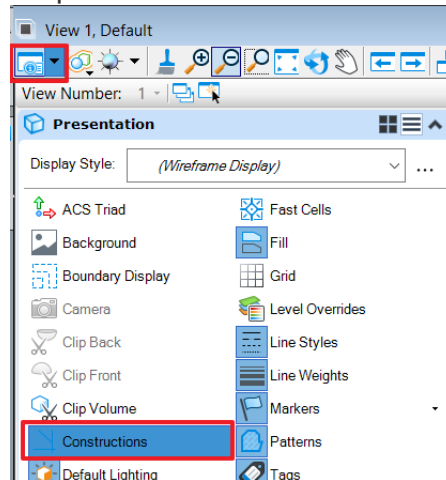 View 1, Default
View Number: 1
Presentation
Display Style: (Wireframe Display) ...
ACS Triad Fast Cells
Background Fill
Boundary Display Grid
Camera Level Overrides
Clip Back Line Styles
Clip Front Line Weights
Clip Volume Markers
Constructions Patterns
Default Lighting Tags